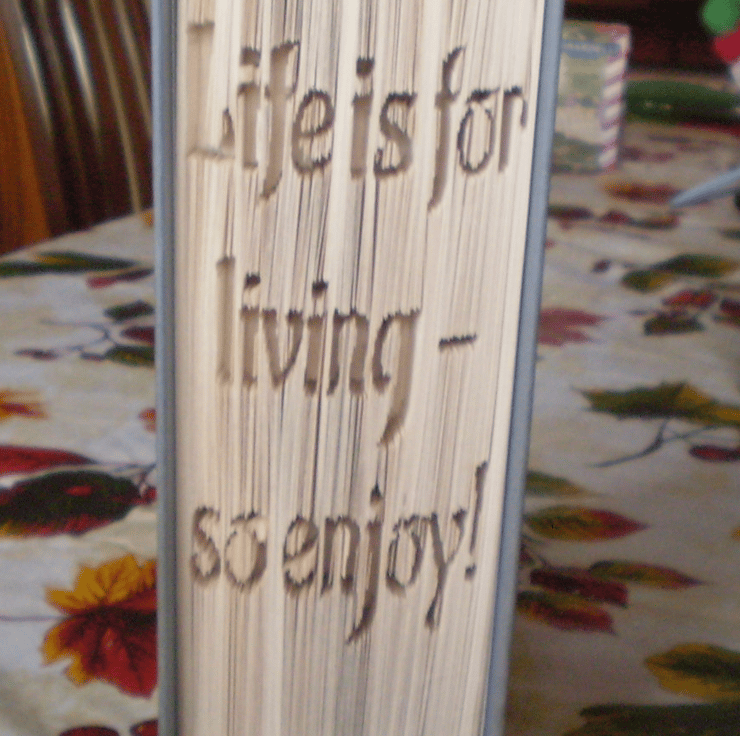 Life is for
living -
so enjoy!